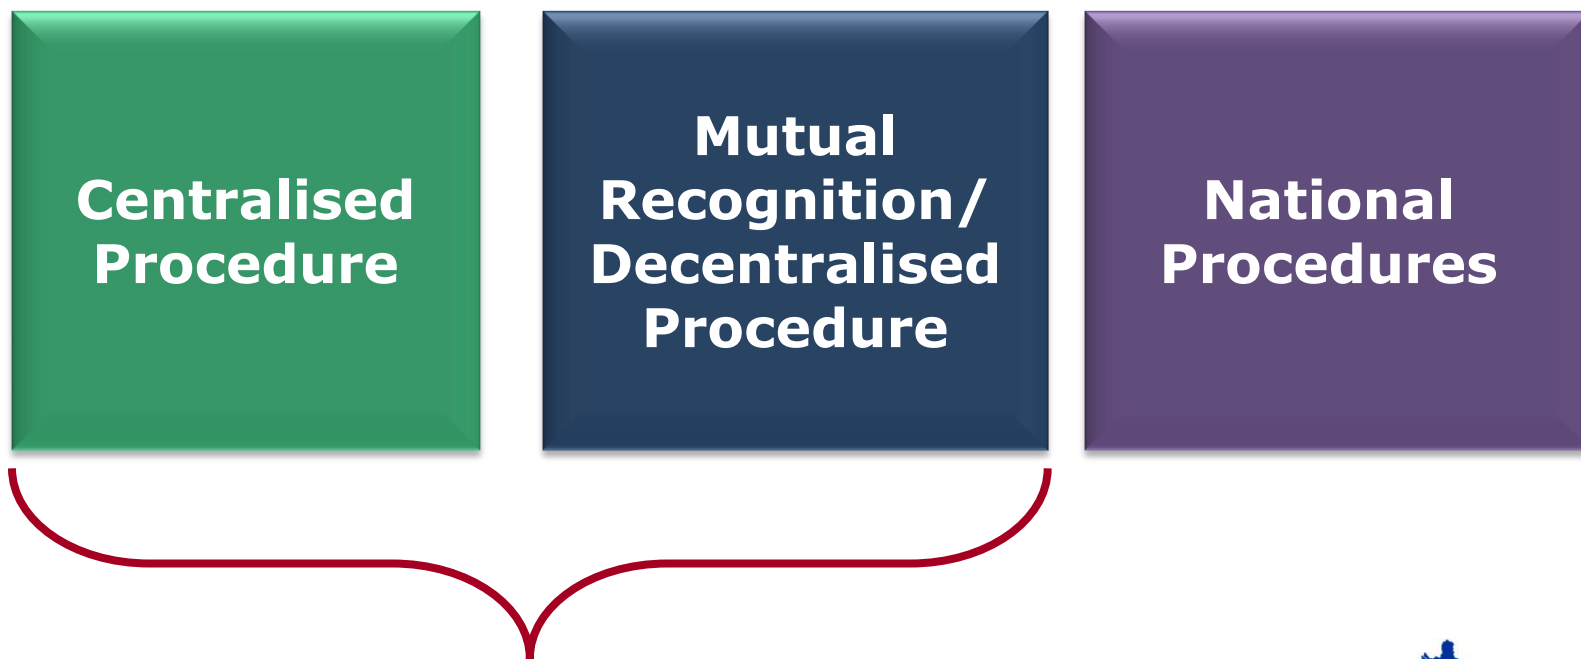 Centralised
Procedure
Mutual
Recognition/
Decentralised
Procedure
National
Procedures